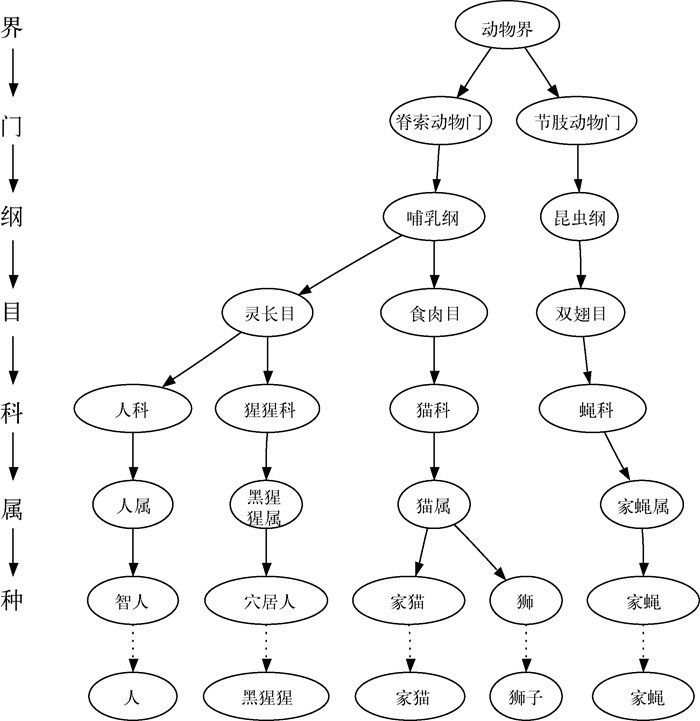 界
动物界
门
脊索动物门
节肢动物门
纲
哺乳纲
昆虫纲
目
灵长目
食肉目
双翅目
科
人科
猩猩科
猫科
蝇科
属
人属
黑猩
猩属
猫属
家蝇属
种
智人
穴居人
家猫
狮
家蝇
人
黑猩猩
家猫
狮子
家蝇